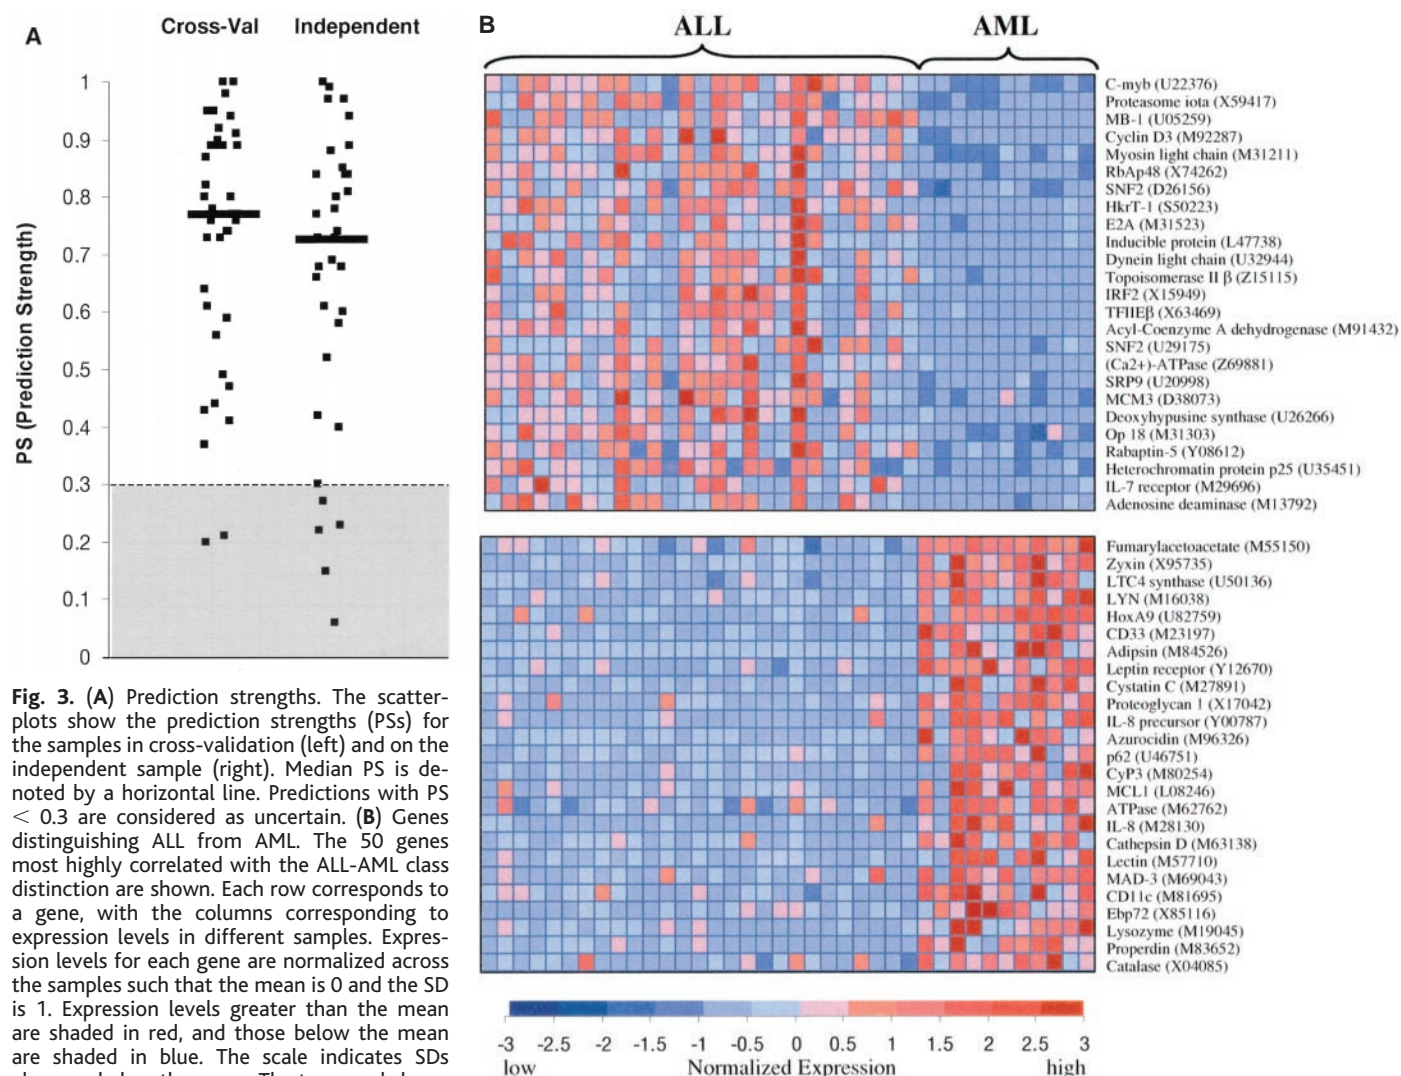 A
Cross-Val
Independent
PS (Prediction Strength)
1
0.9
0.8
0.7
0.6
0.5
0.4
0.3
0.2
0.1
0
Fig. 3. (A) Prediction strengths. The scatter-
plots show the prediction strengths (PSs) for
the samples in cross-validation (left) and on the
independent sample (right). Median PS is de-
noted by a horizontal line. Predictions with PS
< 0.3 are considered as uncertain. (B) Genes
distinguishing ALL from AML. The 50 genes
most highly correlated with the ALL-AML class
distinction are shown. Each row corresponds to
a gene, with the columns corresponding to
expression levels in different samples. Expres-
sion levels for each gene are normalized across
the samples such that the mean is 0 and the SD
is 1. Expression levels greater than the mean
are shaded in red, and those below the mean
are shaded in blue. The scale indicates SDs
B
ALL
AML
C-myb (U22376)
Proteasome iota (X59417)
MB-1 (U05259)
Cyclin D3 (M92287)
Myosin light chain (M31211)
RbAp48 (X74262)
SNF2 (D26156)
HkrT-1 (S50223)
E2A (M31523)
Inducible protein (L47738)
Dynein light chain (U32944)
Topoisomerase II β (Z15115)
IRF2 (X15949)
TFIIEβ (X63469)
Acyl-Coenzyme A dehydrogenase (M91432)
SNF2 (U29175)
(Ca2+)-ATPase (Z69881)
SRP9 (U20998)
MCM3 (D38073)
Deoxyhypusine synthase (U26266)
Op 18 (M31303)
Rabaptin-5 (Y08612)
Heterochromatin protein p25 (U35451)
IL-7 receptor (M29696)
Adenosine deaminase (M13792)
Fumarylacetoacetate (M55150)
Zyxin (X95735)
LTC4 synthase (U50136)
LYN (M16038)
HoxA9 (U82759)
CD33 (M23197)
Adipsin (M84526)
Leptin receptor (Y12670)
Cystatin C (M27891)
Proteoglycan 1 (X17042)
IL-8 precursor (Y00787)
Azurocidin (M96326)
p62 (U46751)
CyP3 (M80254)
MCL1 (L08246)
ATPase (M62762)
IL-8 (M28130)
Cathepsin D (M63138)
Lectin (M57710)
MAD-3 (M69043)
CD11c (M81695)
Ebp72 (X85116)
Lysozyme (M19045)
Properdin (M83652)
Catalase (X04085)
-3 -2.5 -2 -1.5 -1 -0.5 0 0.5 1 1.5 2 2.5 3
low Normalized Expression high